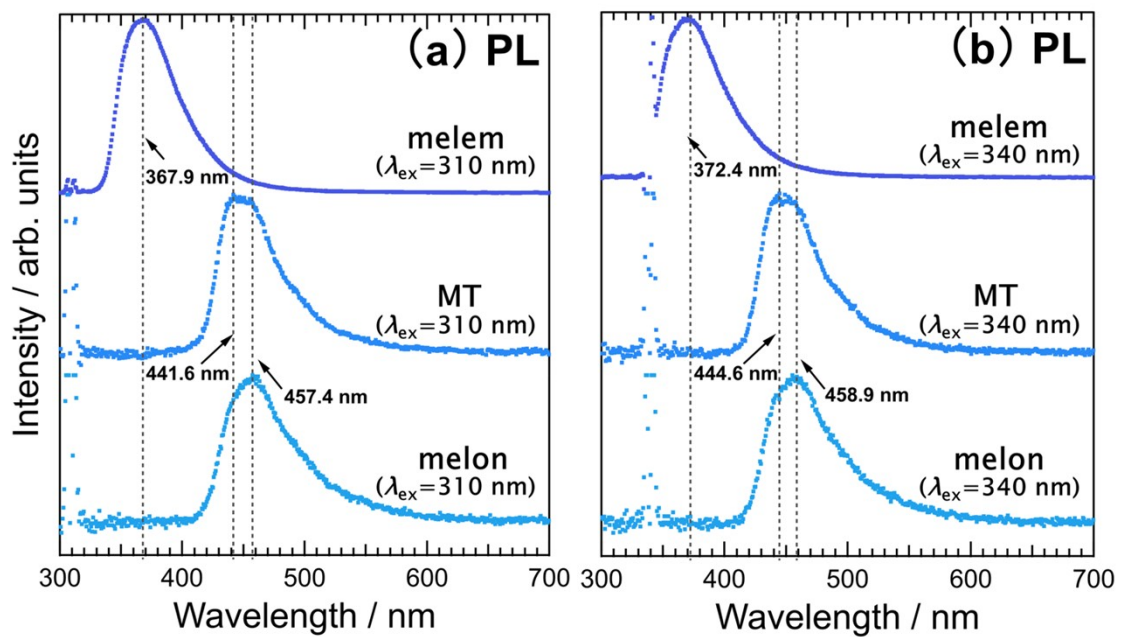 Intensity / arb. units
(a) PL
melem
(λex=310 nm)
367.9 nm
MT
(λex=310 nm)
441.6 nm
457.4 nm
melon
(λex=310 nm)
300 400 500 600 700
Wavelength / nm
(b) PL
melem
(λex=340 nm)
372.4 nm
MT
(λex=340 nm)
444.6 nm
458.9 nm
melon
(λex=340 nm)
300 400 500 600 700
Wavelength / nm